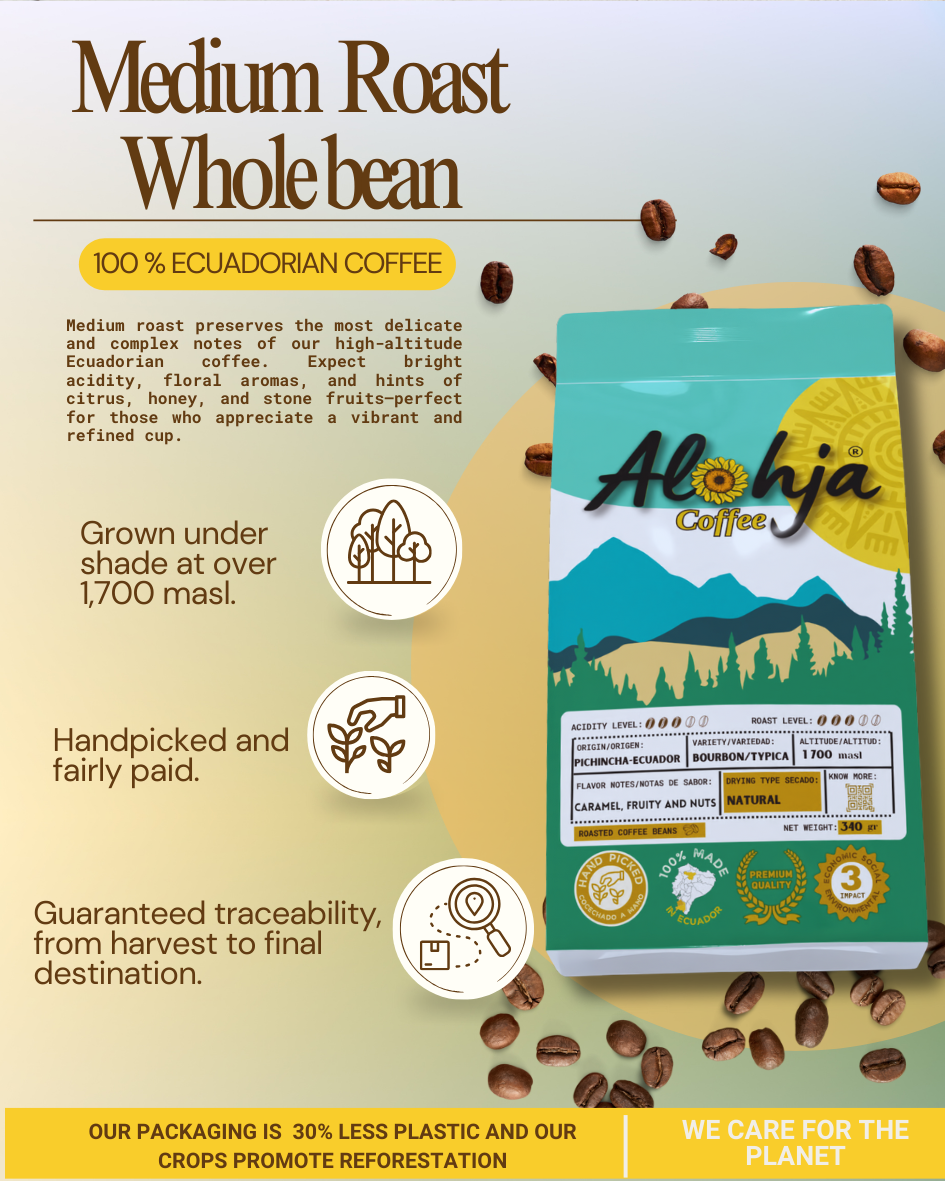 Medium Roast
Whole bean
100 % ECUADORIAN COFFEE
Medium roast preserves the most delicate
and complex notes of our high-altitude
Ecuadorian coffee. Expect bright
acidity, floral aromas, and hints of
citrus, honey, and stone fruits—perfect
for those who appreciate a vibrant and
refined cup.
Grown under
shade at over
1,700 masl.
Handpicked and
fairly paid.
Guaranteed traceability,
from harvest to final
destination.
Alohja®
Coffee
ACIDITY LEVEL:
ROAST LEVEL:
ORIGIN/ORIGEN:
PICHINCHA-ECUADOR
VARIETY/VARIEDAD:
BOURBON/TYPICA
ALTITUDE/ALTITUD:
1700 masl
FLAVOR NOTES/NOTAS DE SABOR:
CARAMEL, FRUITY AND NUTS
DRYING TYPE SECADO:
NATURAL
KNOW MORE:
ROASTED COFFEE BEANS
NET WEIGHT: 340 gr
HAND PICKED
COSECHADO A MANO
100% MADE
IN ECUADOR
PREMIUM
QUALITY
ECONOMIC SOCIAL
3
IMPACT
ENVIRONMENTAL
OUR PACKAGING IS 30% LESS PLASTIC AND OUR
CROPS PROMOTE REFORESTATION
WE CARE FOR THE
PLANET